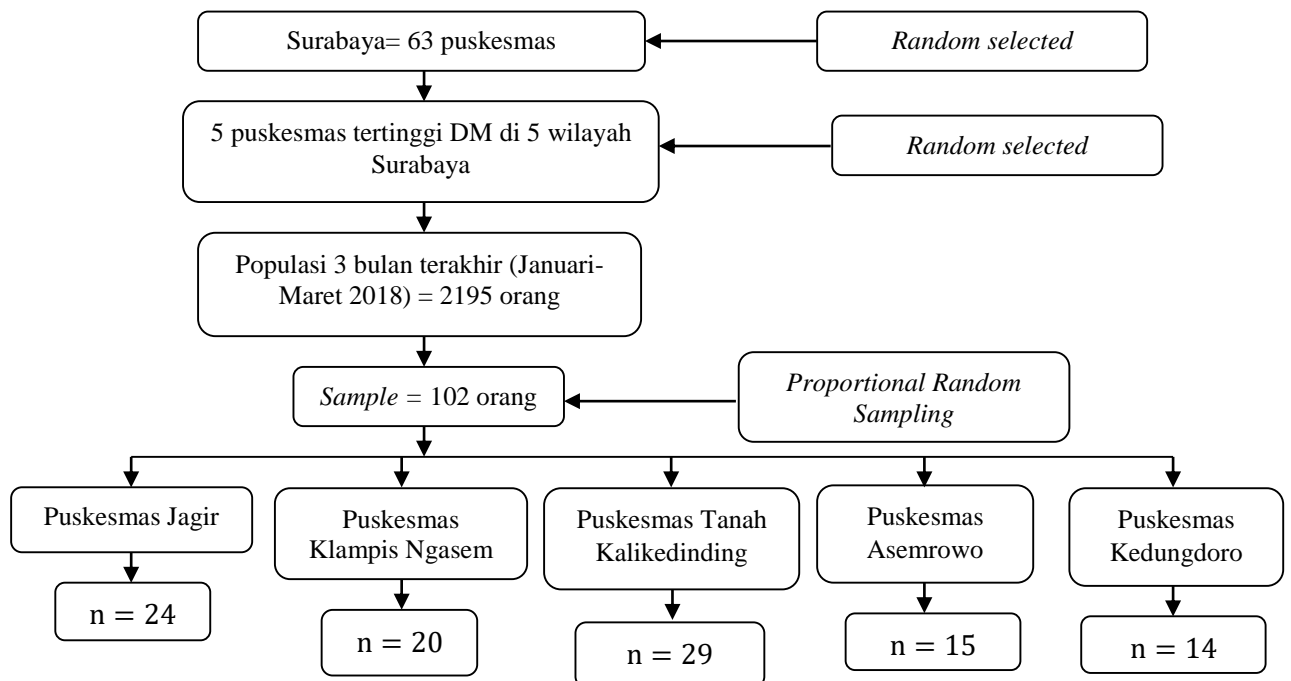 Surabaya= 63 puskesmas
Random selected
5 puskesmas tertinggi DM di 5 wilayah
Surabaya
Random selected
Populasi 3 bulan terakhir (Januari-
Maret 2018) = 2195 orang
Sample = 102 orang
Proportional Random
Sampling
Puskesmas Jagir
Puskesmas
Klampis Ngasem
Puskesmas Tanah
Kalikedinding
Puskesmas
Asemrowo
Puskesmas
Kedungdoro
n = 24
n = 20
n = 29
n = 15
n = 14